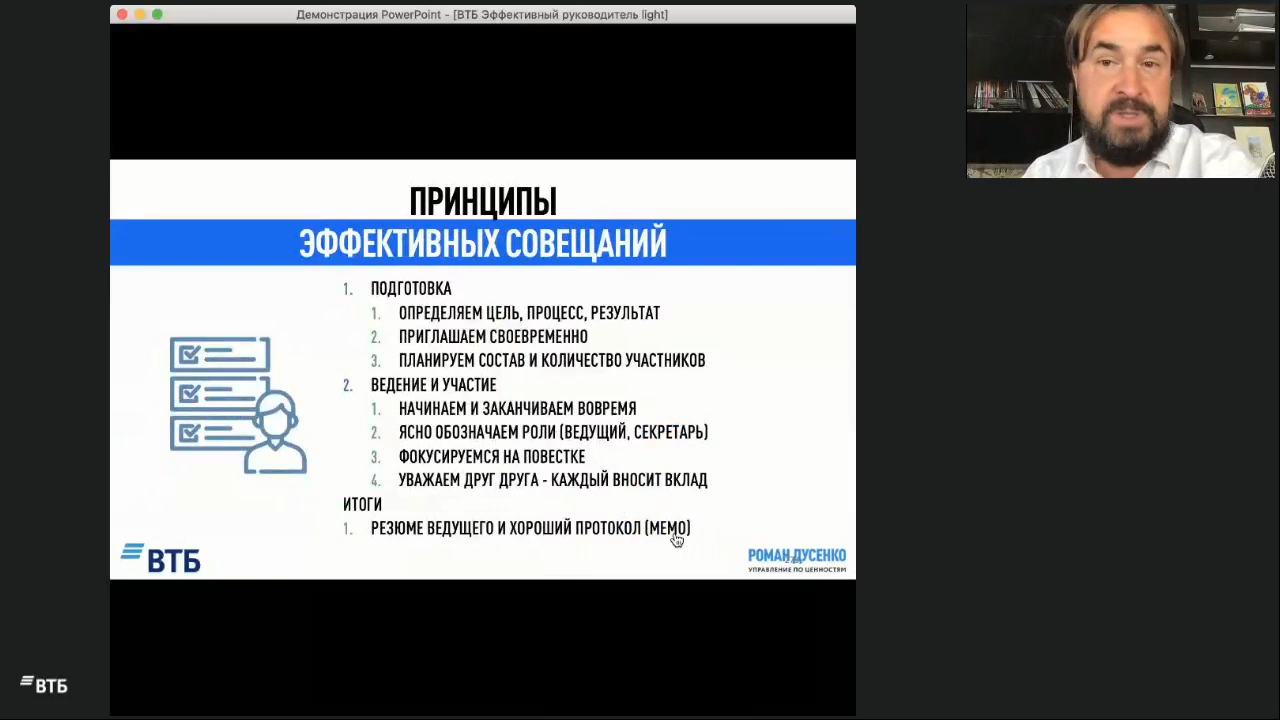 Демонстрация PowerPoint - [ВТБ Эффективный руководитель light]
ПРИНЦИПЫ
ЭФФЕКТИВНЫХ СОВЕЩАНИЙ
1. ПОДГОТОВКА
1. ОПРЕДЕЛЯЕМ ЦЕЛЬ, ПРОЦЕСС, РЕЗУЛЬТАТ
2. ПРИГЛАШАЕМ СВОЕВРЕМЕННО
3. ПЛАНИРУЕМ СОСТАВ И КОЛИЧЕСТВО УЧАСТНИКОВ
2. ВЕДЕНИЕ И УЧАСТИЕ
1. НАЧИНАЕМ И ЗАКАНЧИВАЕМ ВОВРЕМЯ
2. ЯСНО ОБОЗНАЧАЕМ РОЛИ (ВЕДУЩИЙ, СЕКРЕТАРЬ)
3. ФОКУСИРУЕМСЯ НА ПОВЕСТКЕ
4. УВАЖАЕМ ДРУГ ДРУГА - КАЖДЫЙ ВНОСИТ ВКЛАД
ИТОГИ
1. РЕЗЮМЕ ВЕДУЩЕГО И ХОРОШИЙ ПРОТОКОЛ (МЕМО)
ВТБ
РОМАН ДУСЕНКО
УПРАВЛЕНИЕ ПО ЦЕННОСТЯМ
ВТБ